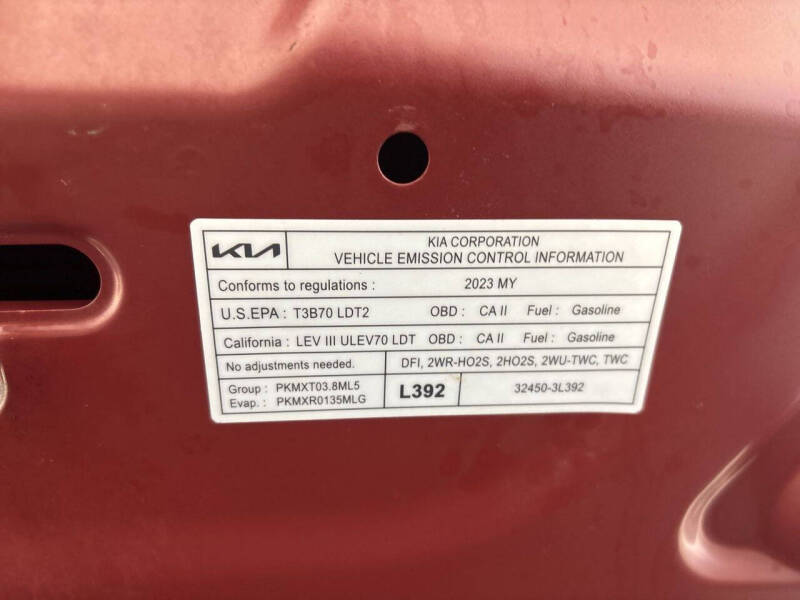 KIA
KIA CORPORATION
VEHICLE EMISSION CONTROL INFORMATION
Conforms to regulations : 2023 MY
U.S.EPA : T3B70 LDT2 OBD : CA II Fuel : Gasoline
California : LEV III ULEV70 LDT OBD : CA II Fuel : Gasoline
No adjustments needed. DFI, 2WR-HO2S, 2HO2S, 2WU-TWC, TWC
Group : PKMXT03.8ML5
Evap. : PKMXR0135MLG
L392
32450-3L392